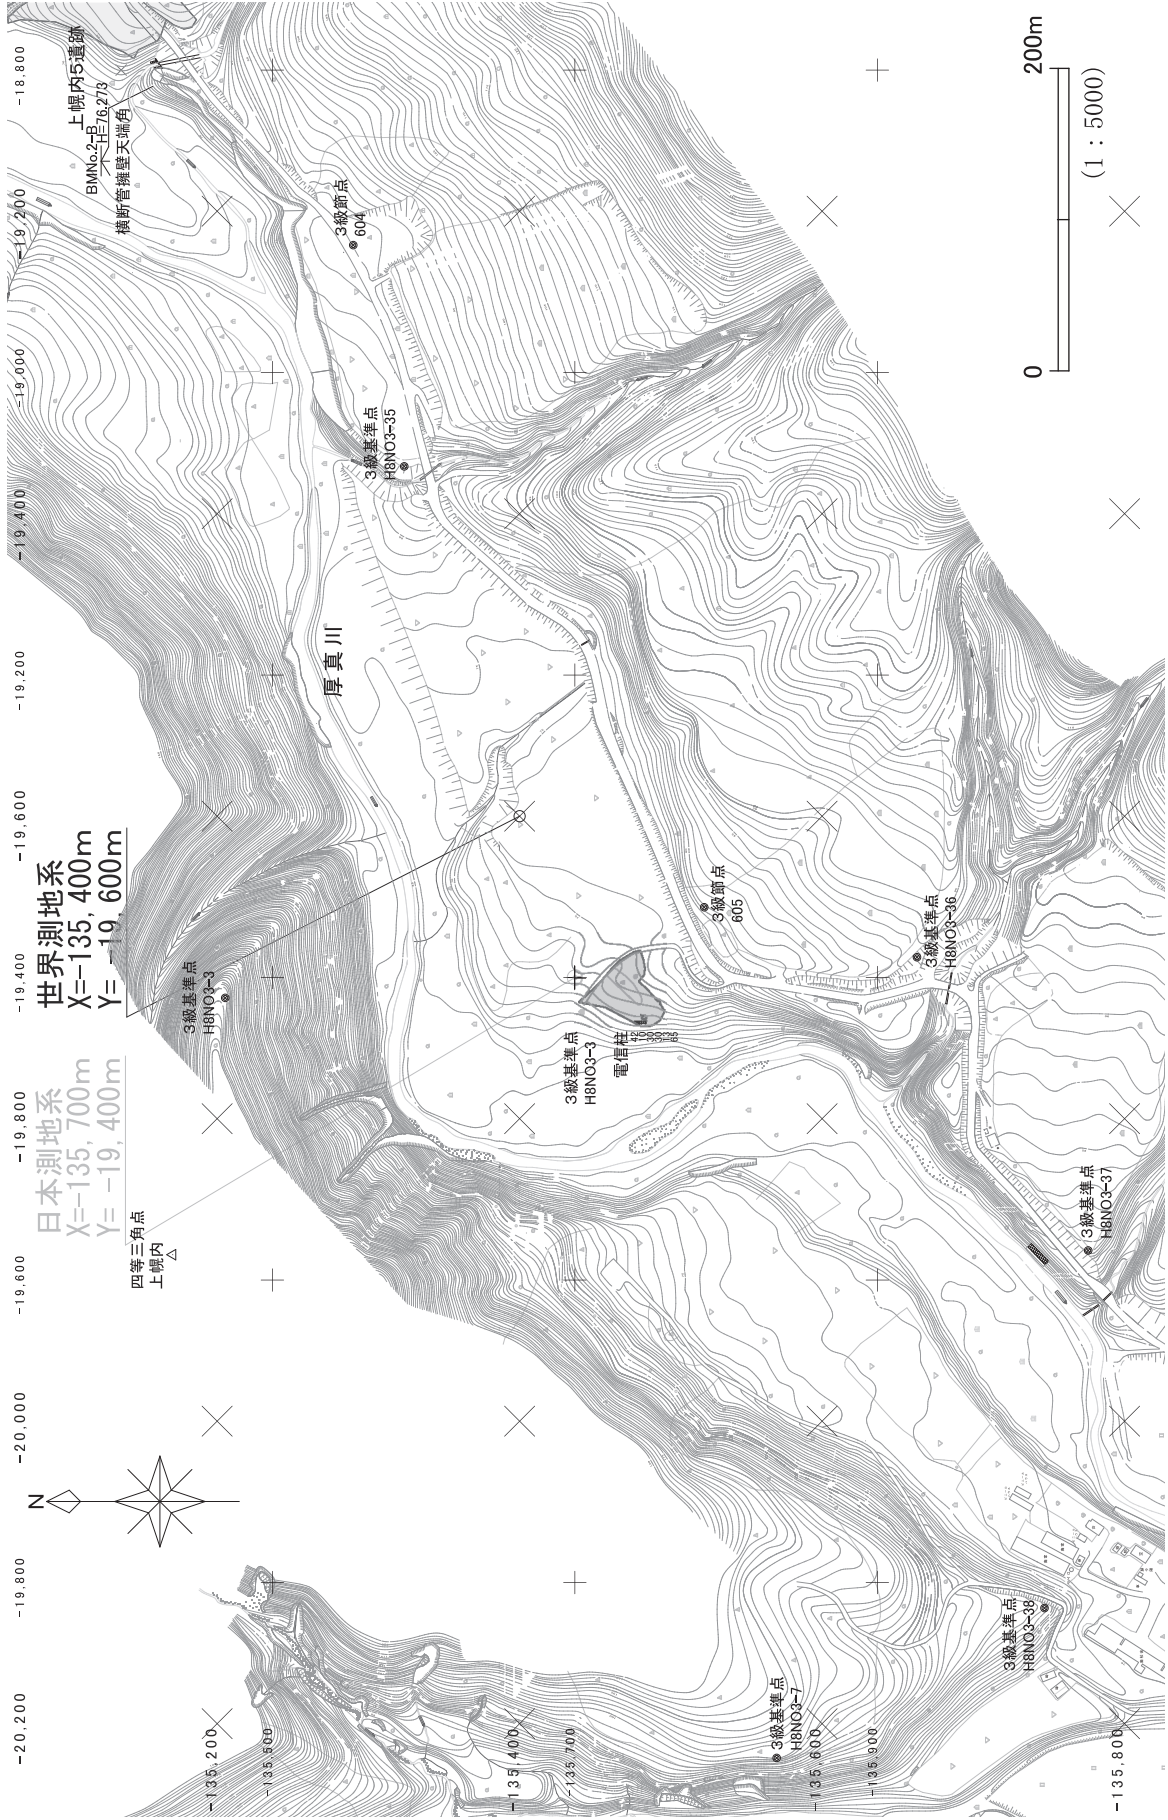 世界測地系
X=-135, 400m
Y= -19, 600m
日本測地系
X=-135, 700m
Y= -19, 400m
N
-18,800
-19,200
-19,000
-19,400
-19,200
-19,600
-19,400
-19,800
-19,600
-20,000
-19,800
-20,200
-135,200
-135,500
-135,400
-135,700
-135,600
-135,900
-135,800
上幌内5遺跡
BMNo.2-B
H=76.273
横断管擁壁天端角
3級節点
604
3級基準点
H8NO3-35
厚真川
3級基準点
H8NO3-3
3級節点
605
3級基準点
H8NO3-36
3級基準点
H8NO3-3
電信柱
四等三角点
上幌内
3級基準点
H8NO3-37
3級基準点
H8NO3-38
3級基準点
H8NO3-7
0
200m
(1 : 5000)